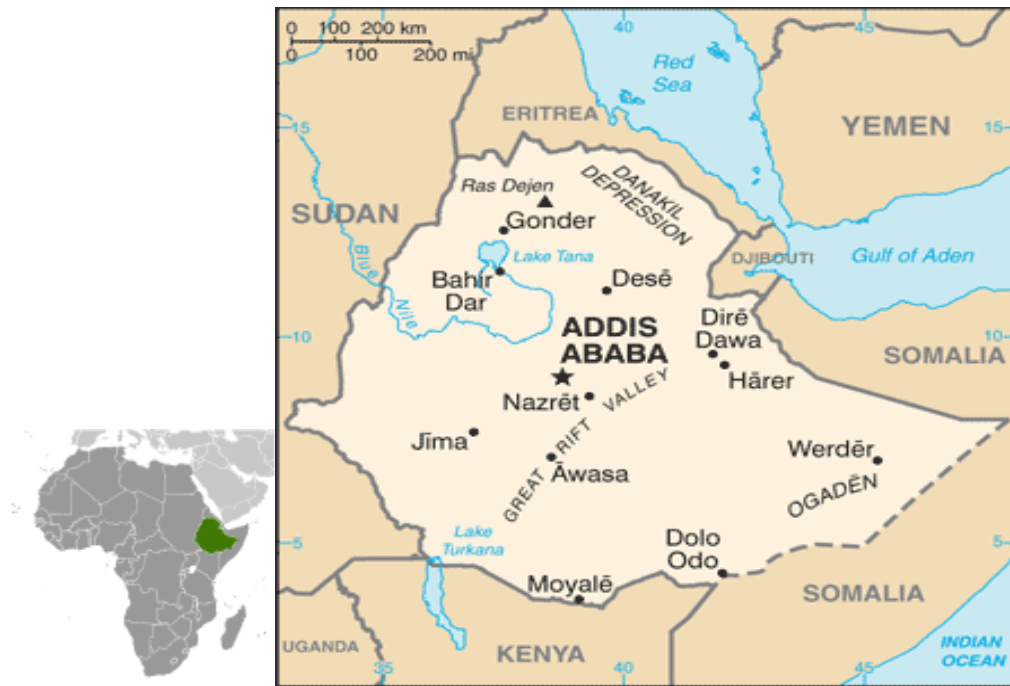 0 100 200 km
0 100 200 mi
40
45
Red
Sea
ERITREA
YEMEN
15
15
Ras Dejen
DANAKIL
DEPRESSION
SUDAN
Gonder
Blue
Nile
Lake Tana
DJIBOUTI
Gulf of Aden
Bahir
Dar
Desē
ADDIS
ABABA
Dirē
Dawa
10
10
SOMALIA
Hārer
Nazrēt
GREAT RIFT VALLEY
Jīma
Āwasa
Werdēr
OGADĒN
Lake
Turkana
5
5
Dolo
Odo
Moyalē
SOMALIA
UGANDA
KENYA
INDIAN
OCEAN
35
40
45